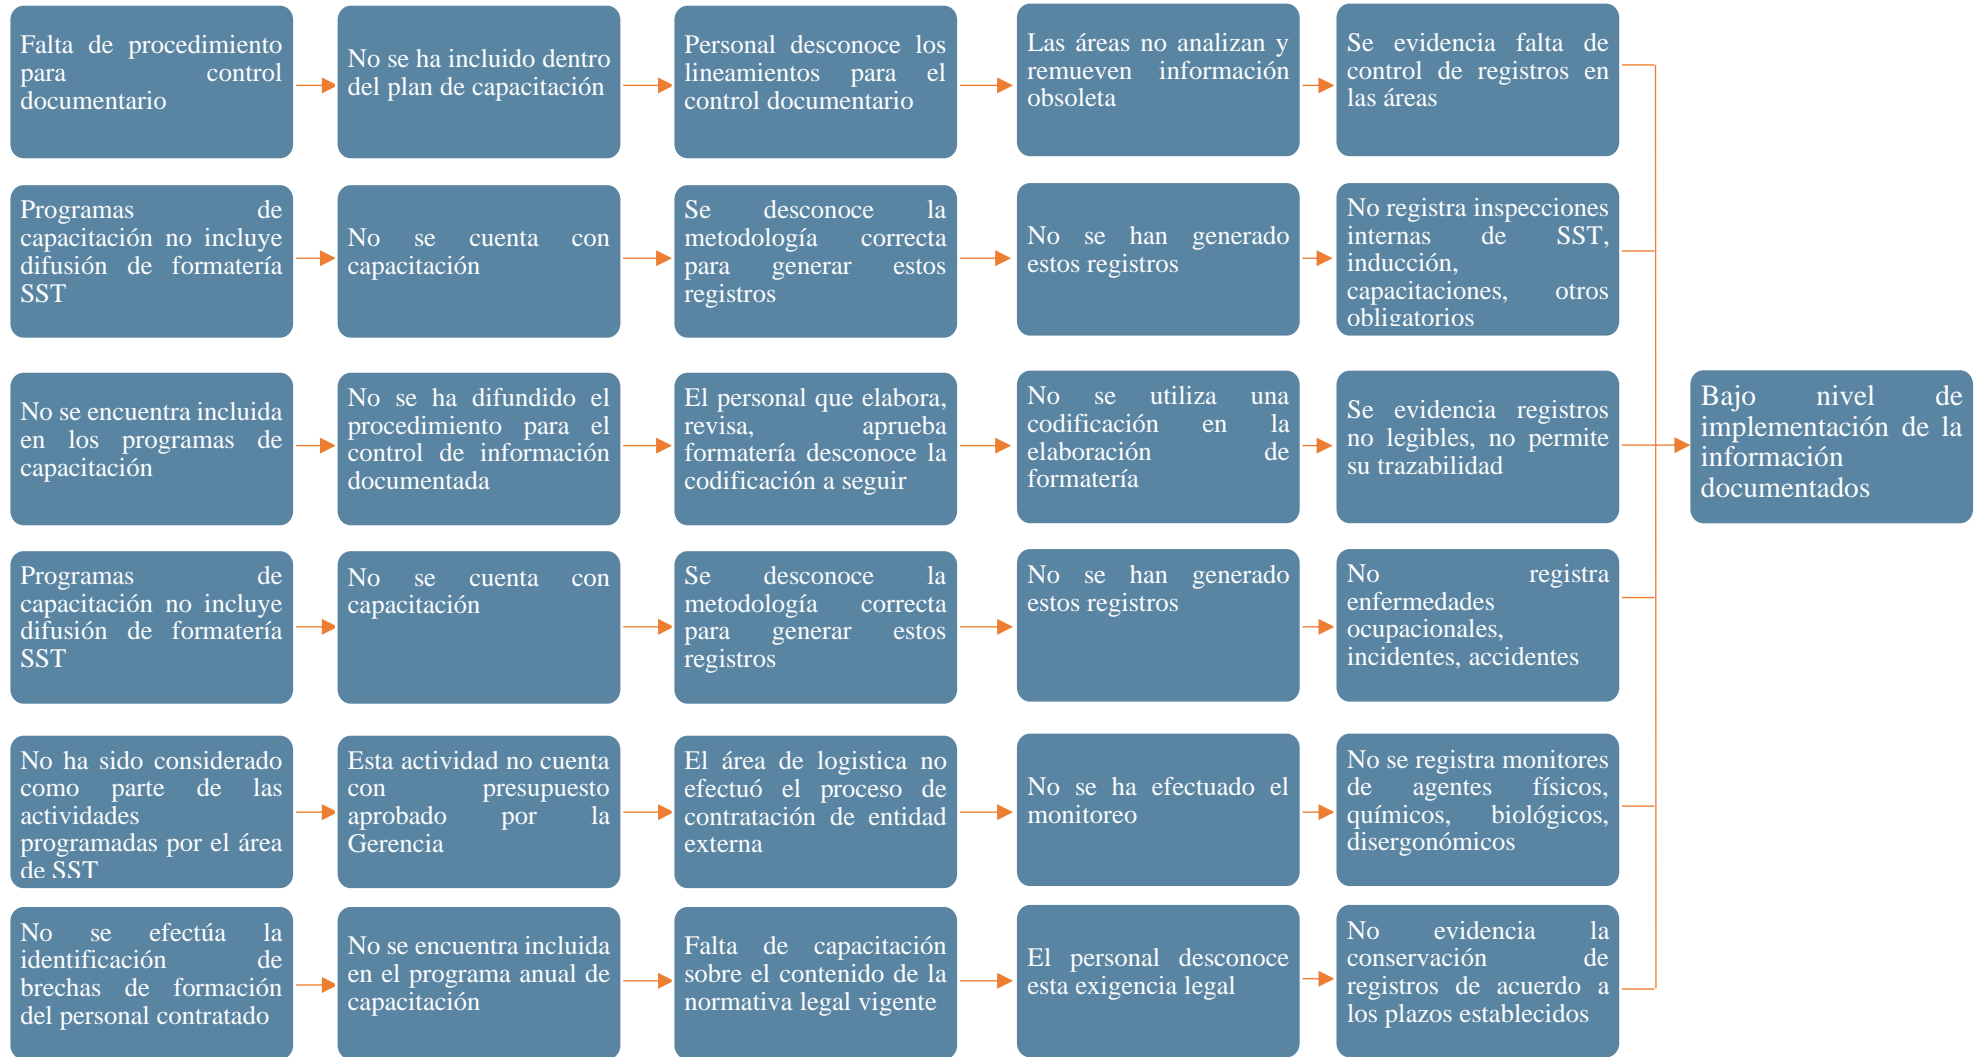 Falta de procedimiento
para control
documentario
No se ha incluido dentro
del plan de capacitación
Personal desconoce los
lineamientos para el
control documentario
Las áreas no analizan y
remueven información
obsoleta
Se evidencia falta de
control de registros en
las áreas
Programas de
capacitación no incluye
difusión de formatería
SST
No se cuenta con
capacitación
Se desconoce la
metodología correcta
para generar estos
registros
No se han generado
estos registros
No registra inspecciones
internas de SST,
inducción,
capacitaciones, otros
obligatorios
No se encuentra incluida
en los programas de
capacitación
No se ha difundido el
procedimiento para el
control de información
documentada
El personal que elabora,
revisa, aprueba
formatería desconoce la
codificación a seguir
No se utiliza una
codificación en la
elaboración de
formatería
Se evidencia registros
no legibles, no permite
su trazabilidad
Bajo nivel de
implementación de la
información
documentados
Programas de
capacitación no incluye
difusión de formatería
SST
No se cuenta con
capacitación
Se desconoce la
metodología correcta
para generar estos
registros
No se han generado
estos registros
No registra
enfermedades
ocupacionales,
incidentes, accidentes
No ha sido considerado
como parte de las
actividades
programadas por el área
de SST
Esta actividad no cuenta
con presupuesto
aprobado por la
Gerencia
El área de logistica no
efectuó el proceso de
contratación de entidad
externa
No se ha efectuado el
monitoreo
No se registra monitores
de agentes físicos,
químicos, biológicos,
disergonómicos
No se efectúa la
identificación de
brechas de formación
del personal contratado
No se encuentra incluida
en el programa anual de
capacitación
Falta de capacitación
sobre el contenido de la
normativa legal vigente
El personal desconoce
esta exigencia legal
No evidencia la
conservación de
registros de acuerdo a
los plazos establecidos